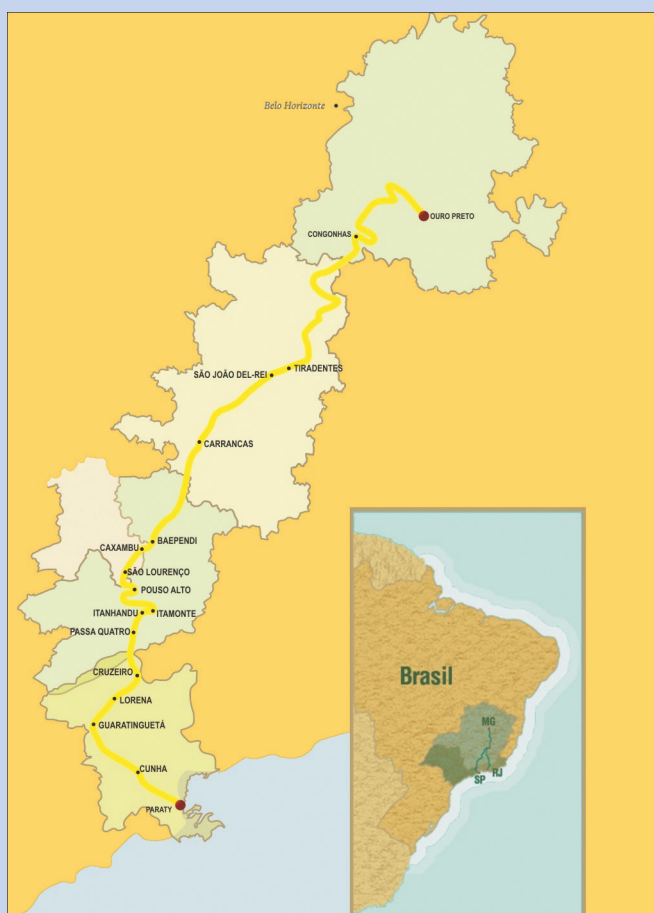 Belo Horizonte
OURO PRETO
CONGONHAS
TIRADENTES
SÃO JOÃO DEL-REI
CARRANCAS
BAEPENDI
CAXAMBU
SÃO LOURENÇO
POUSO ALTO
ITANHANDU
ITAMONTE
PASSA QUATRO
CRUZEIRO
LORENA
GUARATINGUETÁ
CUNHA
PARATY
Brasil
MG
SP
RJ